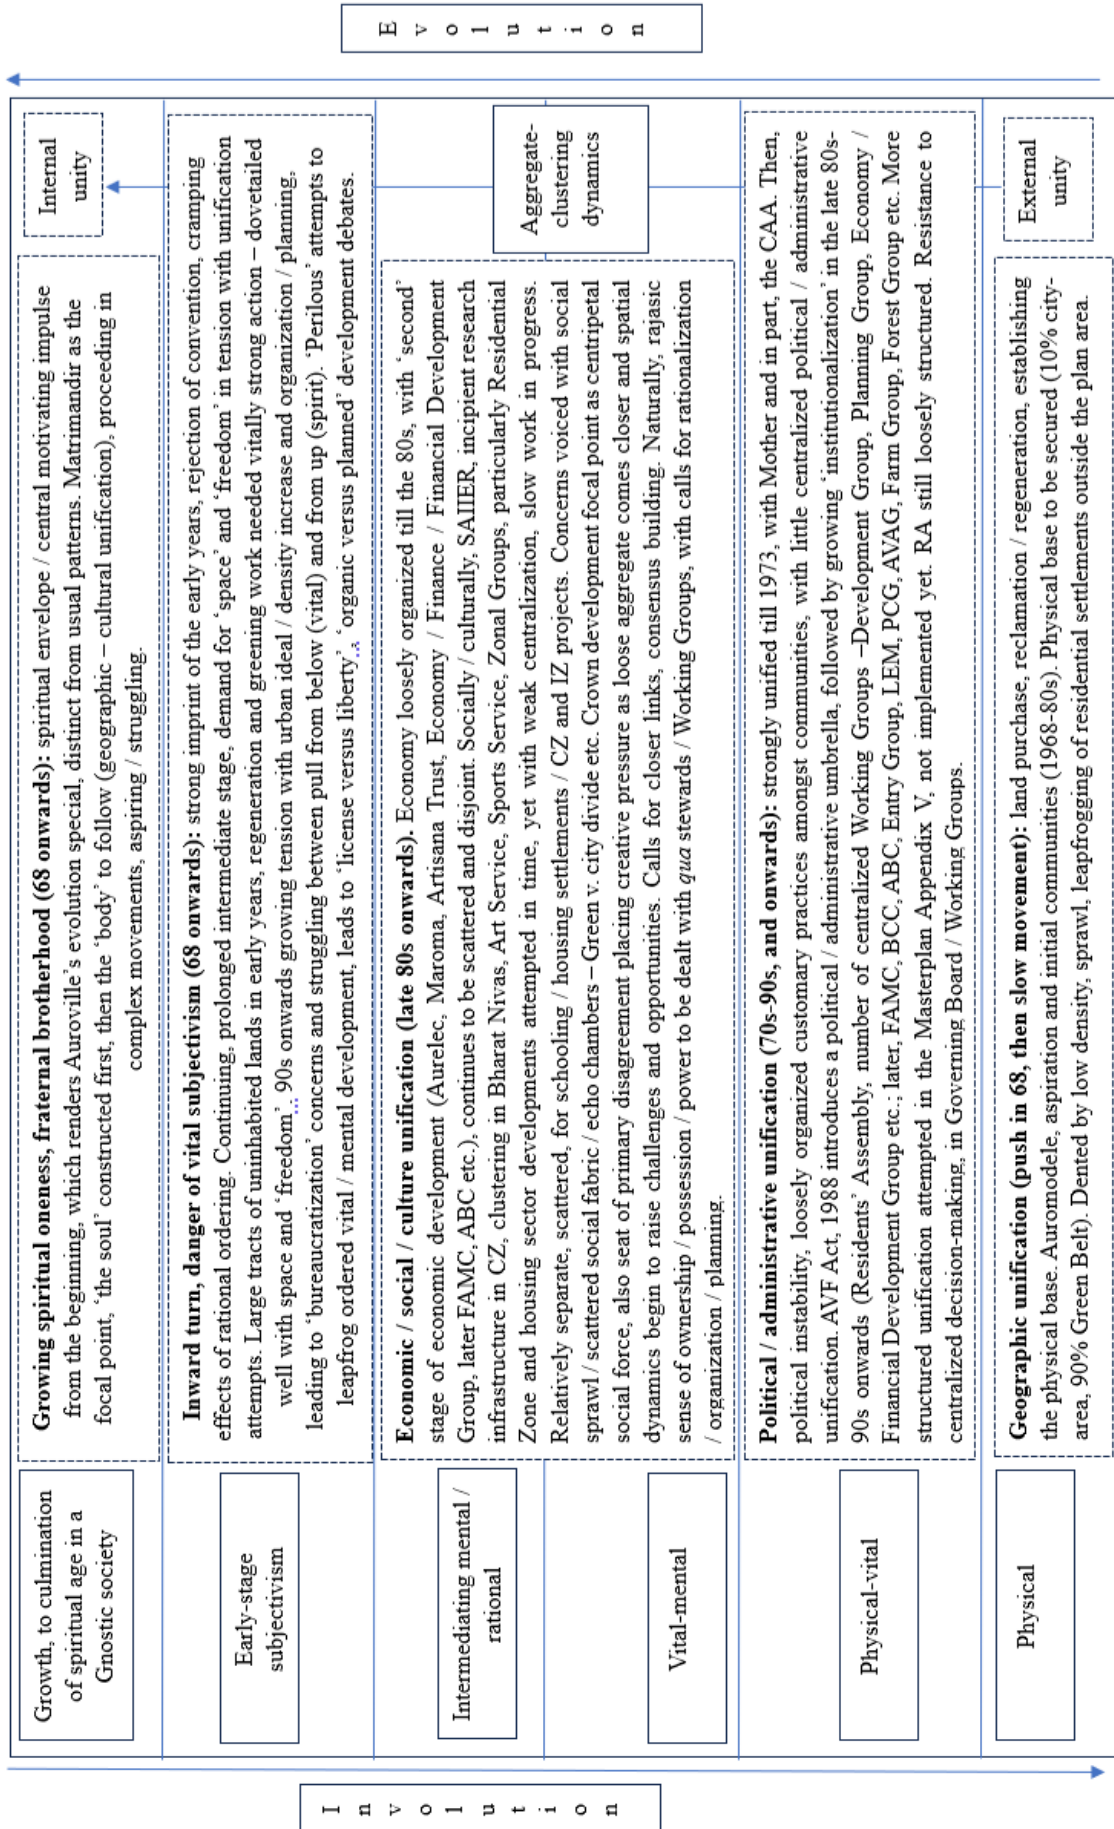 Involution
Growth, to culmination
of spiritual age in a
Gnostic society
Growing spiritual oneness, fraternal brotherhood (68 onwards): spiritual envelope / central motivating impulse
from the beginning, which renders Auroville's evolution special, distinct from usual patterns. Matrimandir as the
focal point, 'the soul' constructed first, then the 'body' to follow (geographic – cultural unification), proceeding in
complex movements, aspiring / struggling.
Internal
unity
Early-stage
subjectivism
Inward turn, danger of vital subjectivism (68 onwards): strong imprint of the early years, rejection of convention, cramping
effects of rational ordering. Continuing, prolonged intermediate stage, demand for 'space' and 'freedom' in tension with unification
attempts. Large tracts of uninhabited lands in early years, regeneration and greening work needed vitally strong action – dovetailed
well with space and 'freedom'. 90s onwards growing tension with urban ideal / density increase and organization / planning,
leading to 'bureaucratization' concerns and struggling between pull from below (vital) and from up (spirit). 'Perilous' attempts to
leapfrog ordered vital / mental development, leads to 'license versus liberty', 'organic versus planned' development debates.
Intermediating mental /
rational
Vital-mental
Economic / social / culture unification (late 80s onwards). Economy loosely organized till the 80s, with 'second'
stage of economic development (Aurelec, Maroma, Artisana Trust, Economy / Finance / Financial Development
Group, later FAMC, ABC etc.), continues to be scattered and disjoint. Socially / culturally, SAIER, incipient research
infrastructure in CZ, clustering in Bharat Nivas, Art Service, Sports Service, Zonal Groups, particularly Residential
Zone and housing sector developments attempted in time, yet with weak centralization, slow work in progress.
Relatively separate, scattered, for schooling / housing settlements / CZ and IZ projects. Concerns voiced with social
sprawl / scattered social fabric / echo chambers – Green v. city divide etc. Crown development focal point as centripetal
social force, also seat of primary disagreement placing creative pressure as loose aggregate comes closer and spatial
dynamics begin to raise challenges and opportunities. Calls for closer links, consensus building. Naturally, rajasic
sense of ownership / possession / power to be dealt with qua stewards / Working Groups, with calls for rationalization
/ organization / planning.
Aggregate-
clustering
dynamics
Physical-vital
Political / administrative unification (70s-90s, and onwards): strongly unified till 1973, with Mother and in part, the CAA. Then,
political instability, loosely organized customary practices amongst communities, with little centralized political / administrative
unification. AVF Act, 1988 introduces a political / administrative umbrella, followed by growing 'institutionalization' in the late 80s-
90s onwards (Residents' Assembly, number of centralized Working Groups –Development Group, Planning Group, Economy /
Financial Development Group etc.; later, FAMC, BCC, ABC, Entry Group, LEM, PCG, AVAG, Farm Group, Forest Group etc. More
structured unification attempted in the Masterplan Appendix V, not implemented yet. RA still loosely structured. Resistance to
centralized decision-making, in Governing Board / Working Groups.
Physical
Geographic unification (push in 68, then slow movement): land purchase, reclamation / regeneration, establishing
the physical base. Auromodele, aspiration and initial communities (1968-80s). Physical base to be secured (10% city-
area, 90% Green Belt). Dented by low density, sprawl, leapfrogging of residential settlements outside the plan area.
External
unity
Evolution